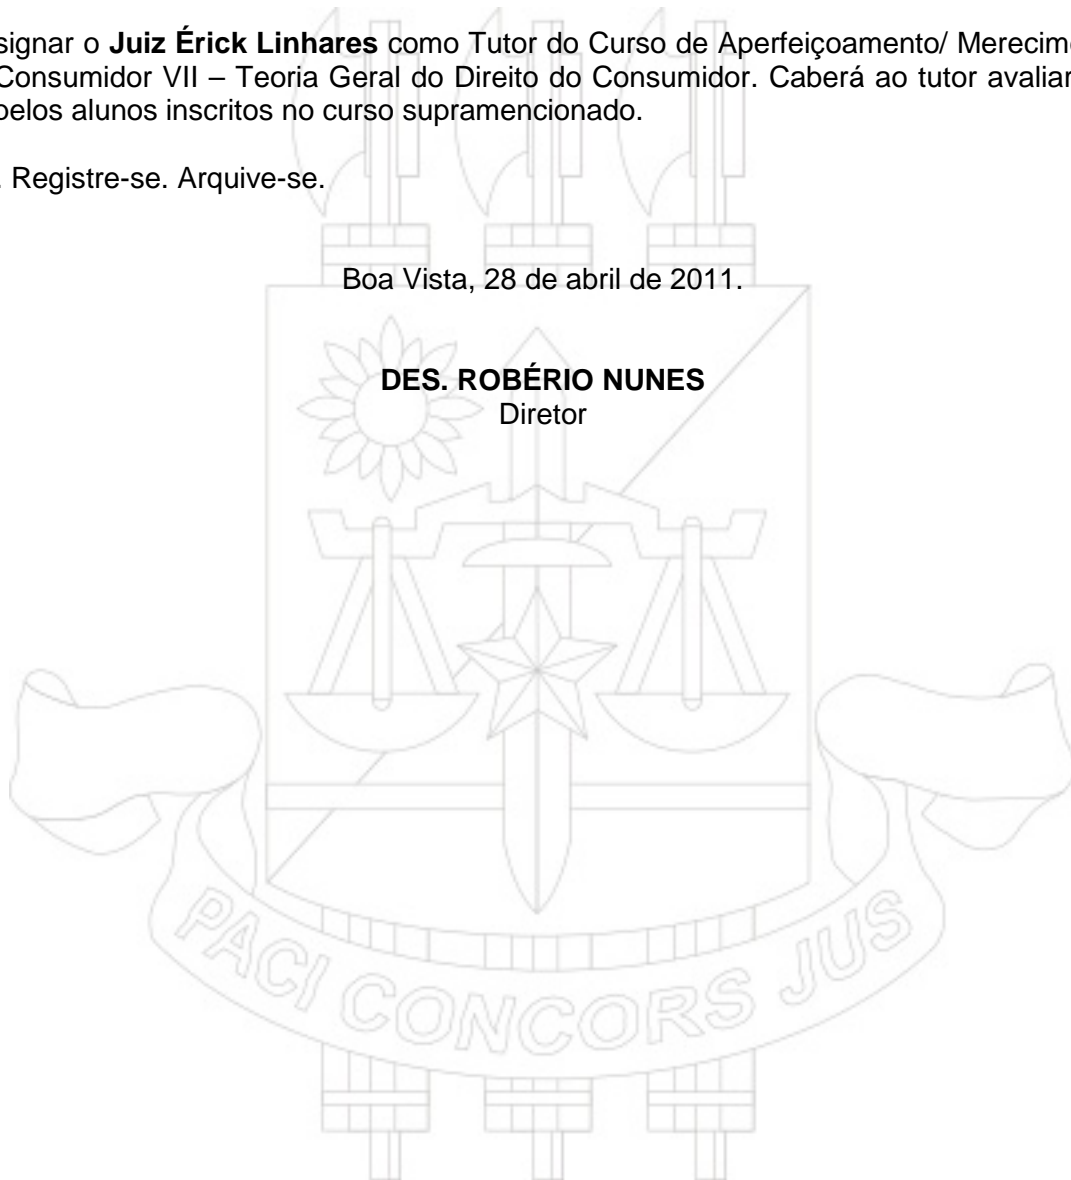 signar o Juiz Érick Linhares como Tutor do Curso de Aperfeiçoamento/ Merecim
Consumidor VII – Teoria Geral do Direito do Consumidor. Caberá ao tutor avaliar
pelos alunos inscritos no curso supramencionado.
. Registre-se. Arquive-se.
Boa Vista, 28 de abril de 2011.
DES. ROBÉRIO NUNES
Diretor
PACI CONCORS JUS